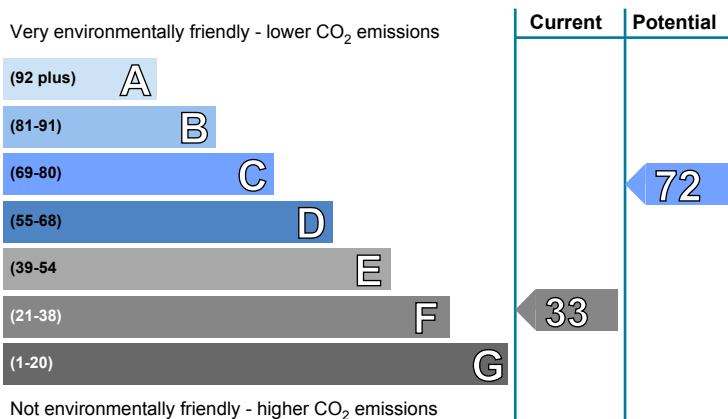 Very environmentally friendly - lower CO₂ emissions
Current Potential
(92 plus) A
(81-91) B
(69-80) C
72
(55-68) D
(39-54 E
(21-38) F
33
(1-20) G
Not environmentally friendly - higher CO₂ emissions